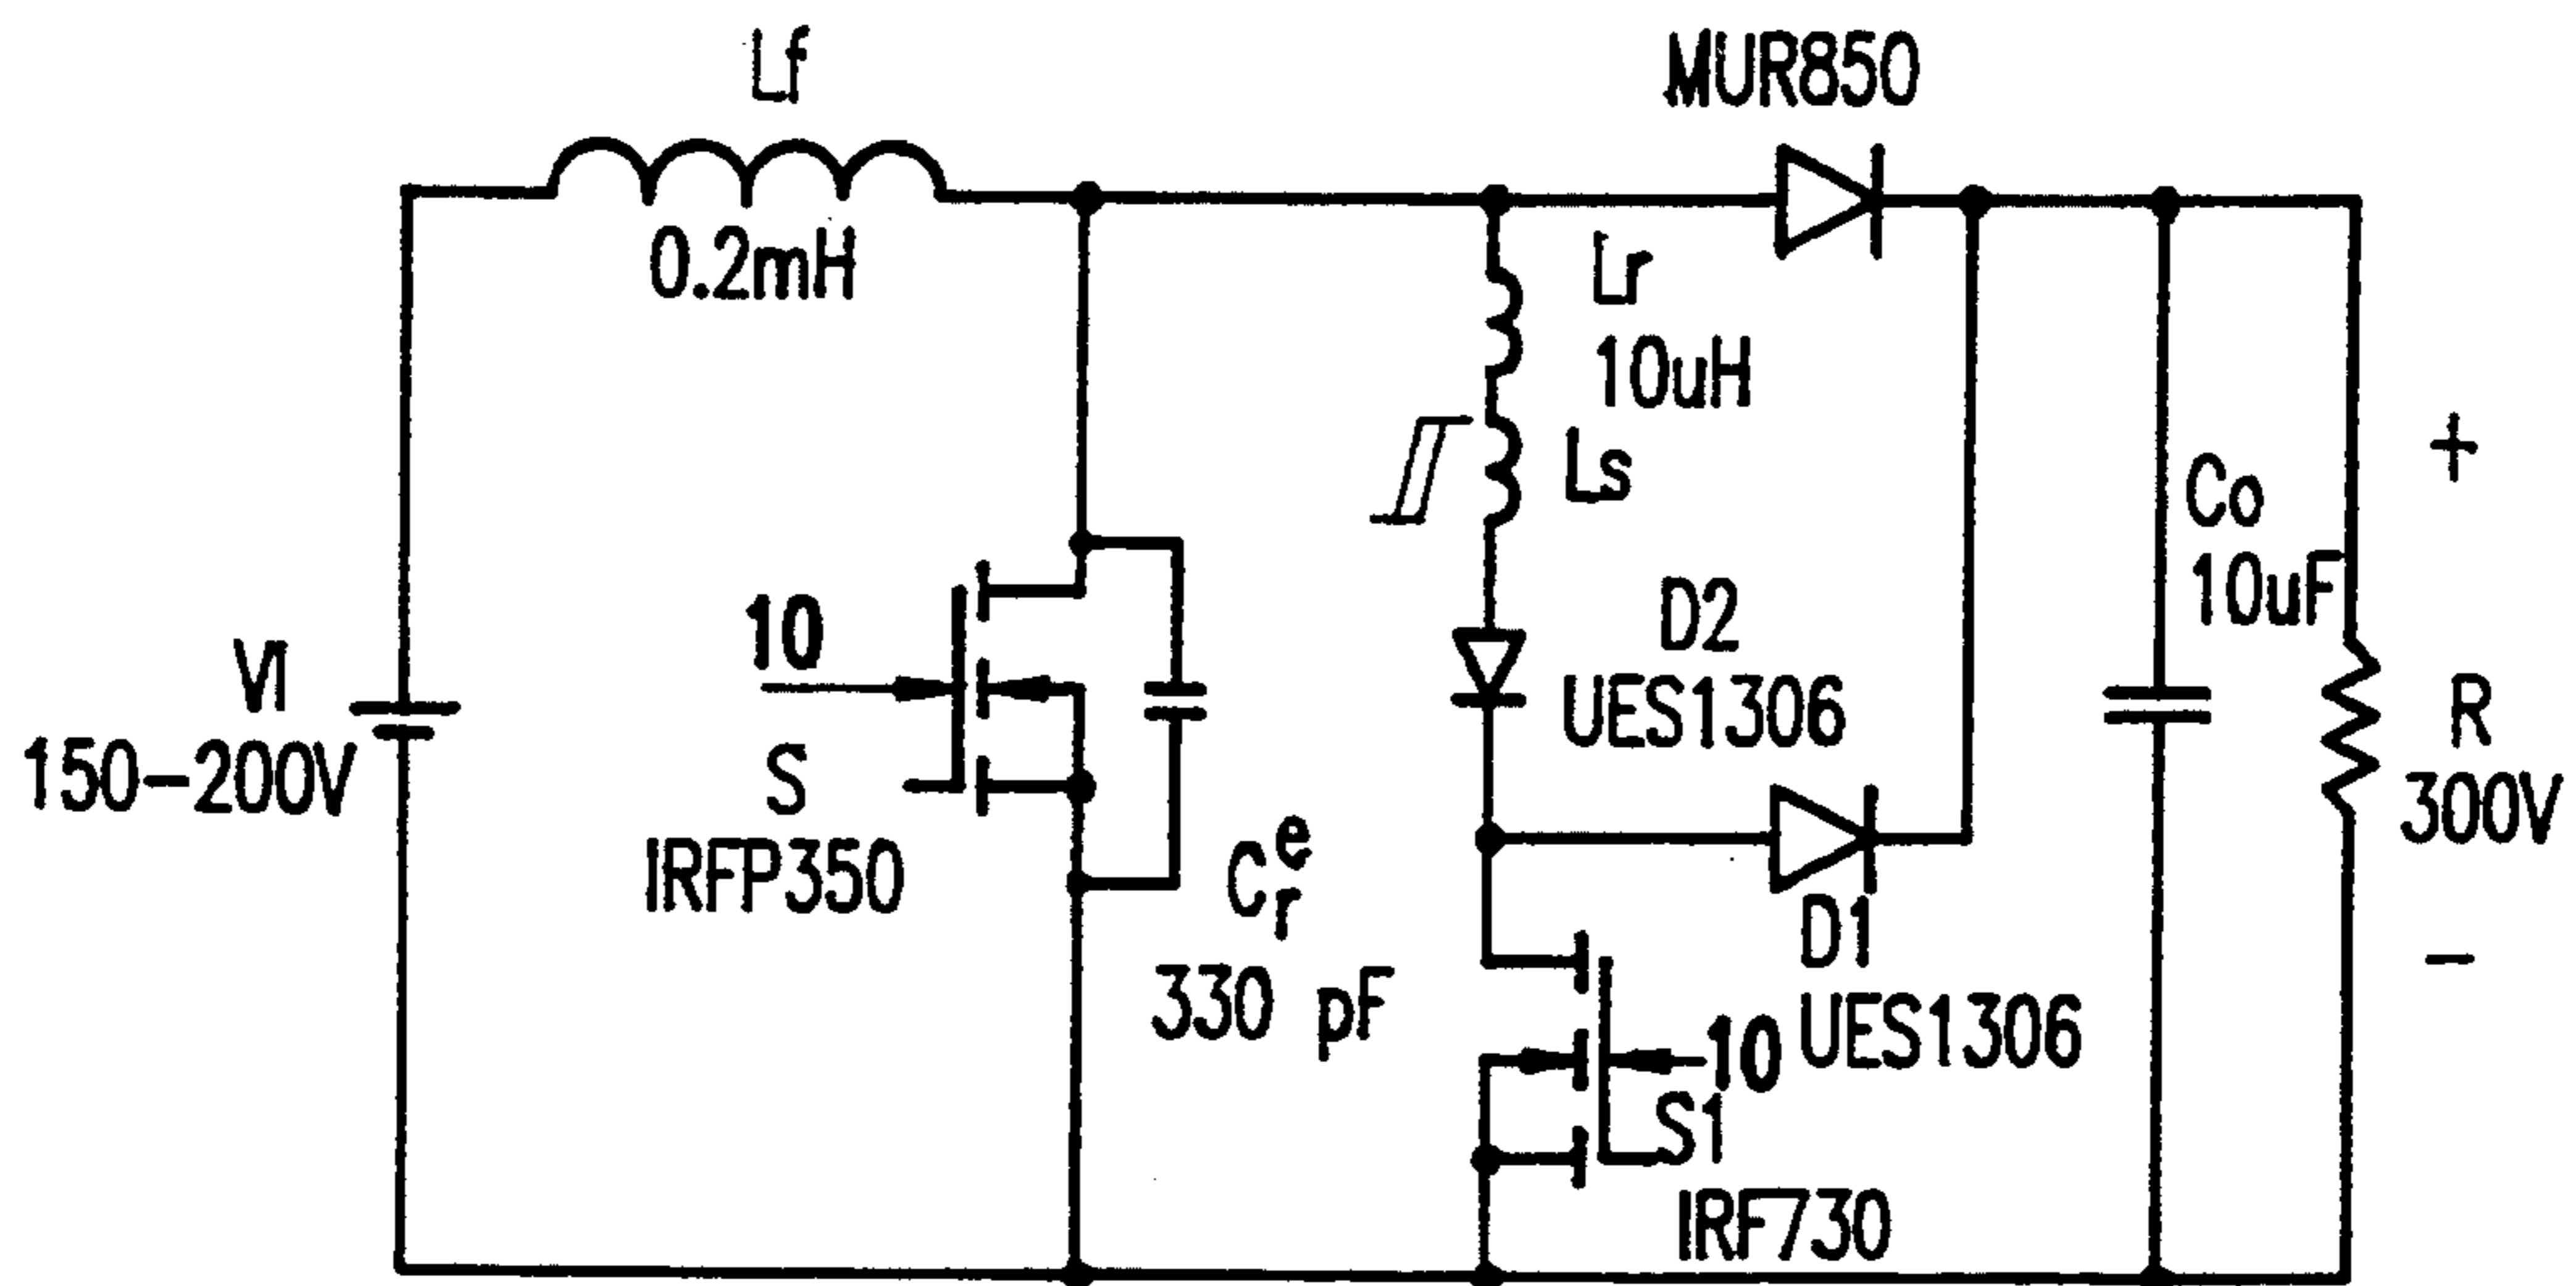 Lf
0.2mH
MUR850
Lr
10uH
Ls
+
Co
10uF
D2
UES1306
10
VI
150-200V
S
IRFP350
R
300V
C_r^e
330 pF
D1
UES1306
-
10
S1
IRF730